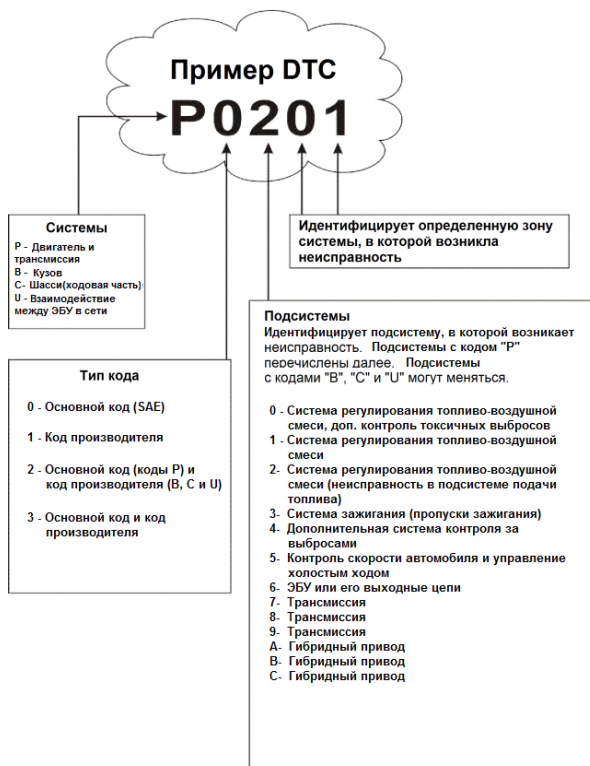 Пример DTC
P0201
Системы
P - Двигатель и
трансмиссия
B - Кузов
C- Шасси(ходовая часть)
U - Взаимодействие
между ЭБУ в сети
Идентифицирует определенную зону
системы, в которой возникла
неисправность
Тип кода
0 - Основной код (SAE)
1 - Код производителя
2 - Основной код (коды P) и
код производителя (B, C и U)
3 - Основной код и код
производителя
Подсистемы
Идентифицирует подсистему, в которой возникает
неисправность. Подсистемы с кодом "P"
перечислены далее. Подсистемы
с кодами "B", "C" и "U" могут меняться.
0 - Система регулирования топливо-воздушной
смеси, доп. контроль токсичных выбросов
1 - Система регулирования топливо-воздушной
смеси
2- Система регулирования топливо-воздушной
смеси (неисправность в подсистеме подачи
топлива)
3- Система зажигания (пропуски зажигания)
4- Дополнительная система контроля за
выбросами
5- Контроль скорости автомобиля и управление
холостым ходом
6- ЭБУ или его выходные цепи
7- Трансмиссия
8- Трансмиссия
9- Трансмиссия
A- Гибридный привод
B- Гибридный привод
C- Гибридный привод